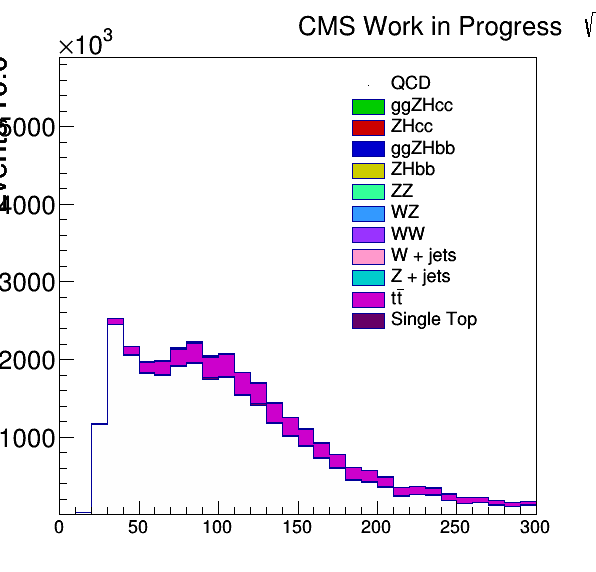 CMS Work in Progress √
×10³
QCD
ggZHcc
ZHcc
ggZHbb
ZHbb
ZZ
WZ
WW
W + jets
Z + jets
tt̄
Single Top
5000
4000
3000
2000
1000
0 50 100 150 200 250 300